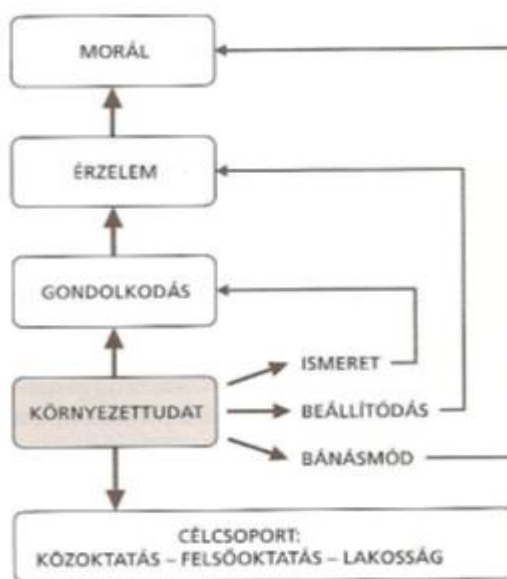 MORÁL
ÉRZELEM
GONDOLKODÁS
ISMERET
KÖRNYEZETTUDAT
BEÁLLÍTÓDÁS
BÁNÁSMÓD
CÉLCSOPORT:
KÖZOKTATÁS – FELSŐOKTATÁS – LAKOSSÁG